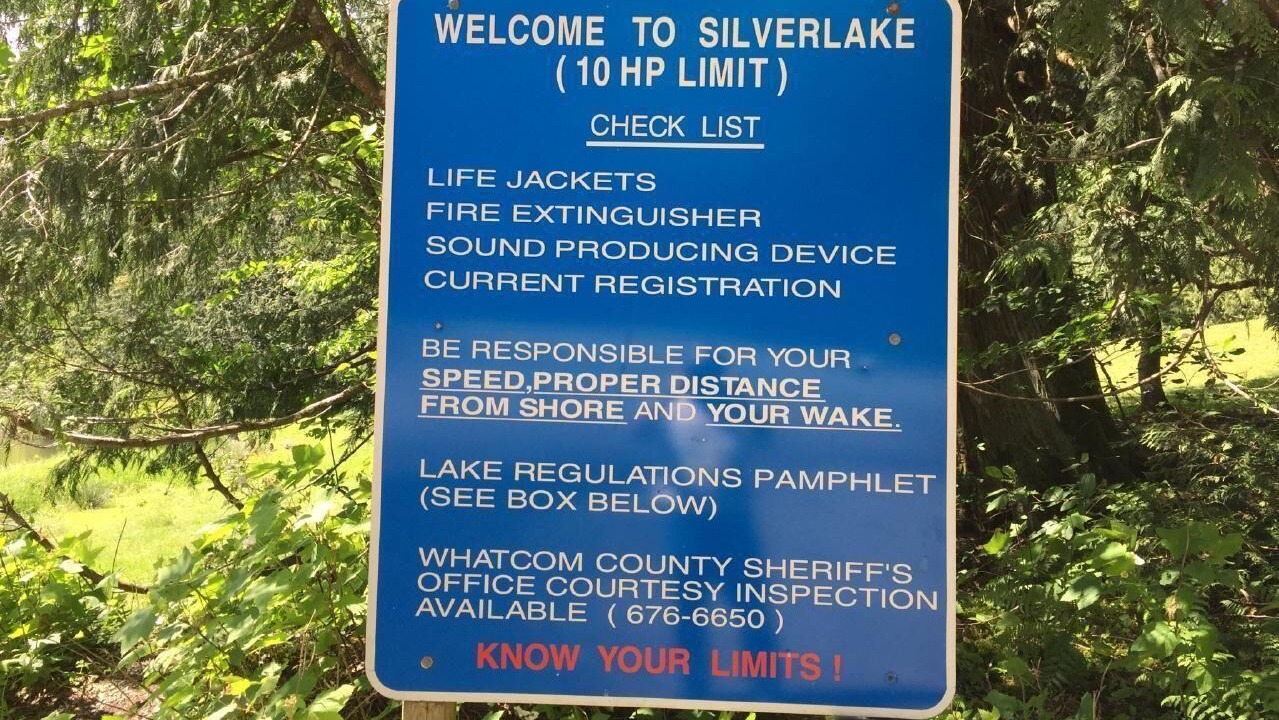 WELCOME TO SILVERLAKE
( 10 HP LIMIT )
CHECK LIST
LIFE JACKETS
FIRE EXTINGUISHER
SOUND PRODUCING DEVICE
CURRENT REGISTRATION
BE RESPONSIBLE FOR YOUR
SPEED,PROPER DISTANCE
FROM SHORE AND YOUR WAKE.
LAKE REGULATIONS PAMPHLET
(SEE BOX BELOW)
WHATCOM COUNTY SHERIFF'S
OFFICE COURTESY INSPECTION
AVAILABLE ( 676-6650 )
KNOW YOUR LIMITS !